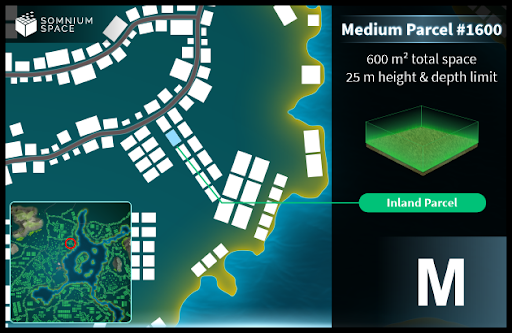 SOMNIUM
SPACE
Medium Parcel #1600
600 m² total space
25 m height & depth limit
Inland Parcel
M